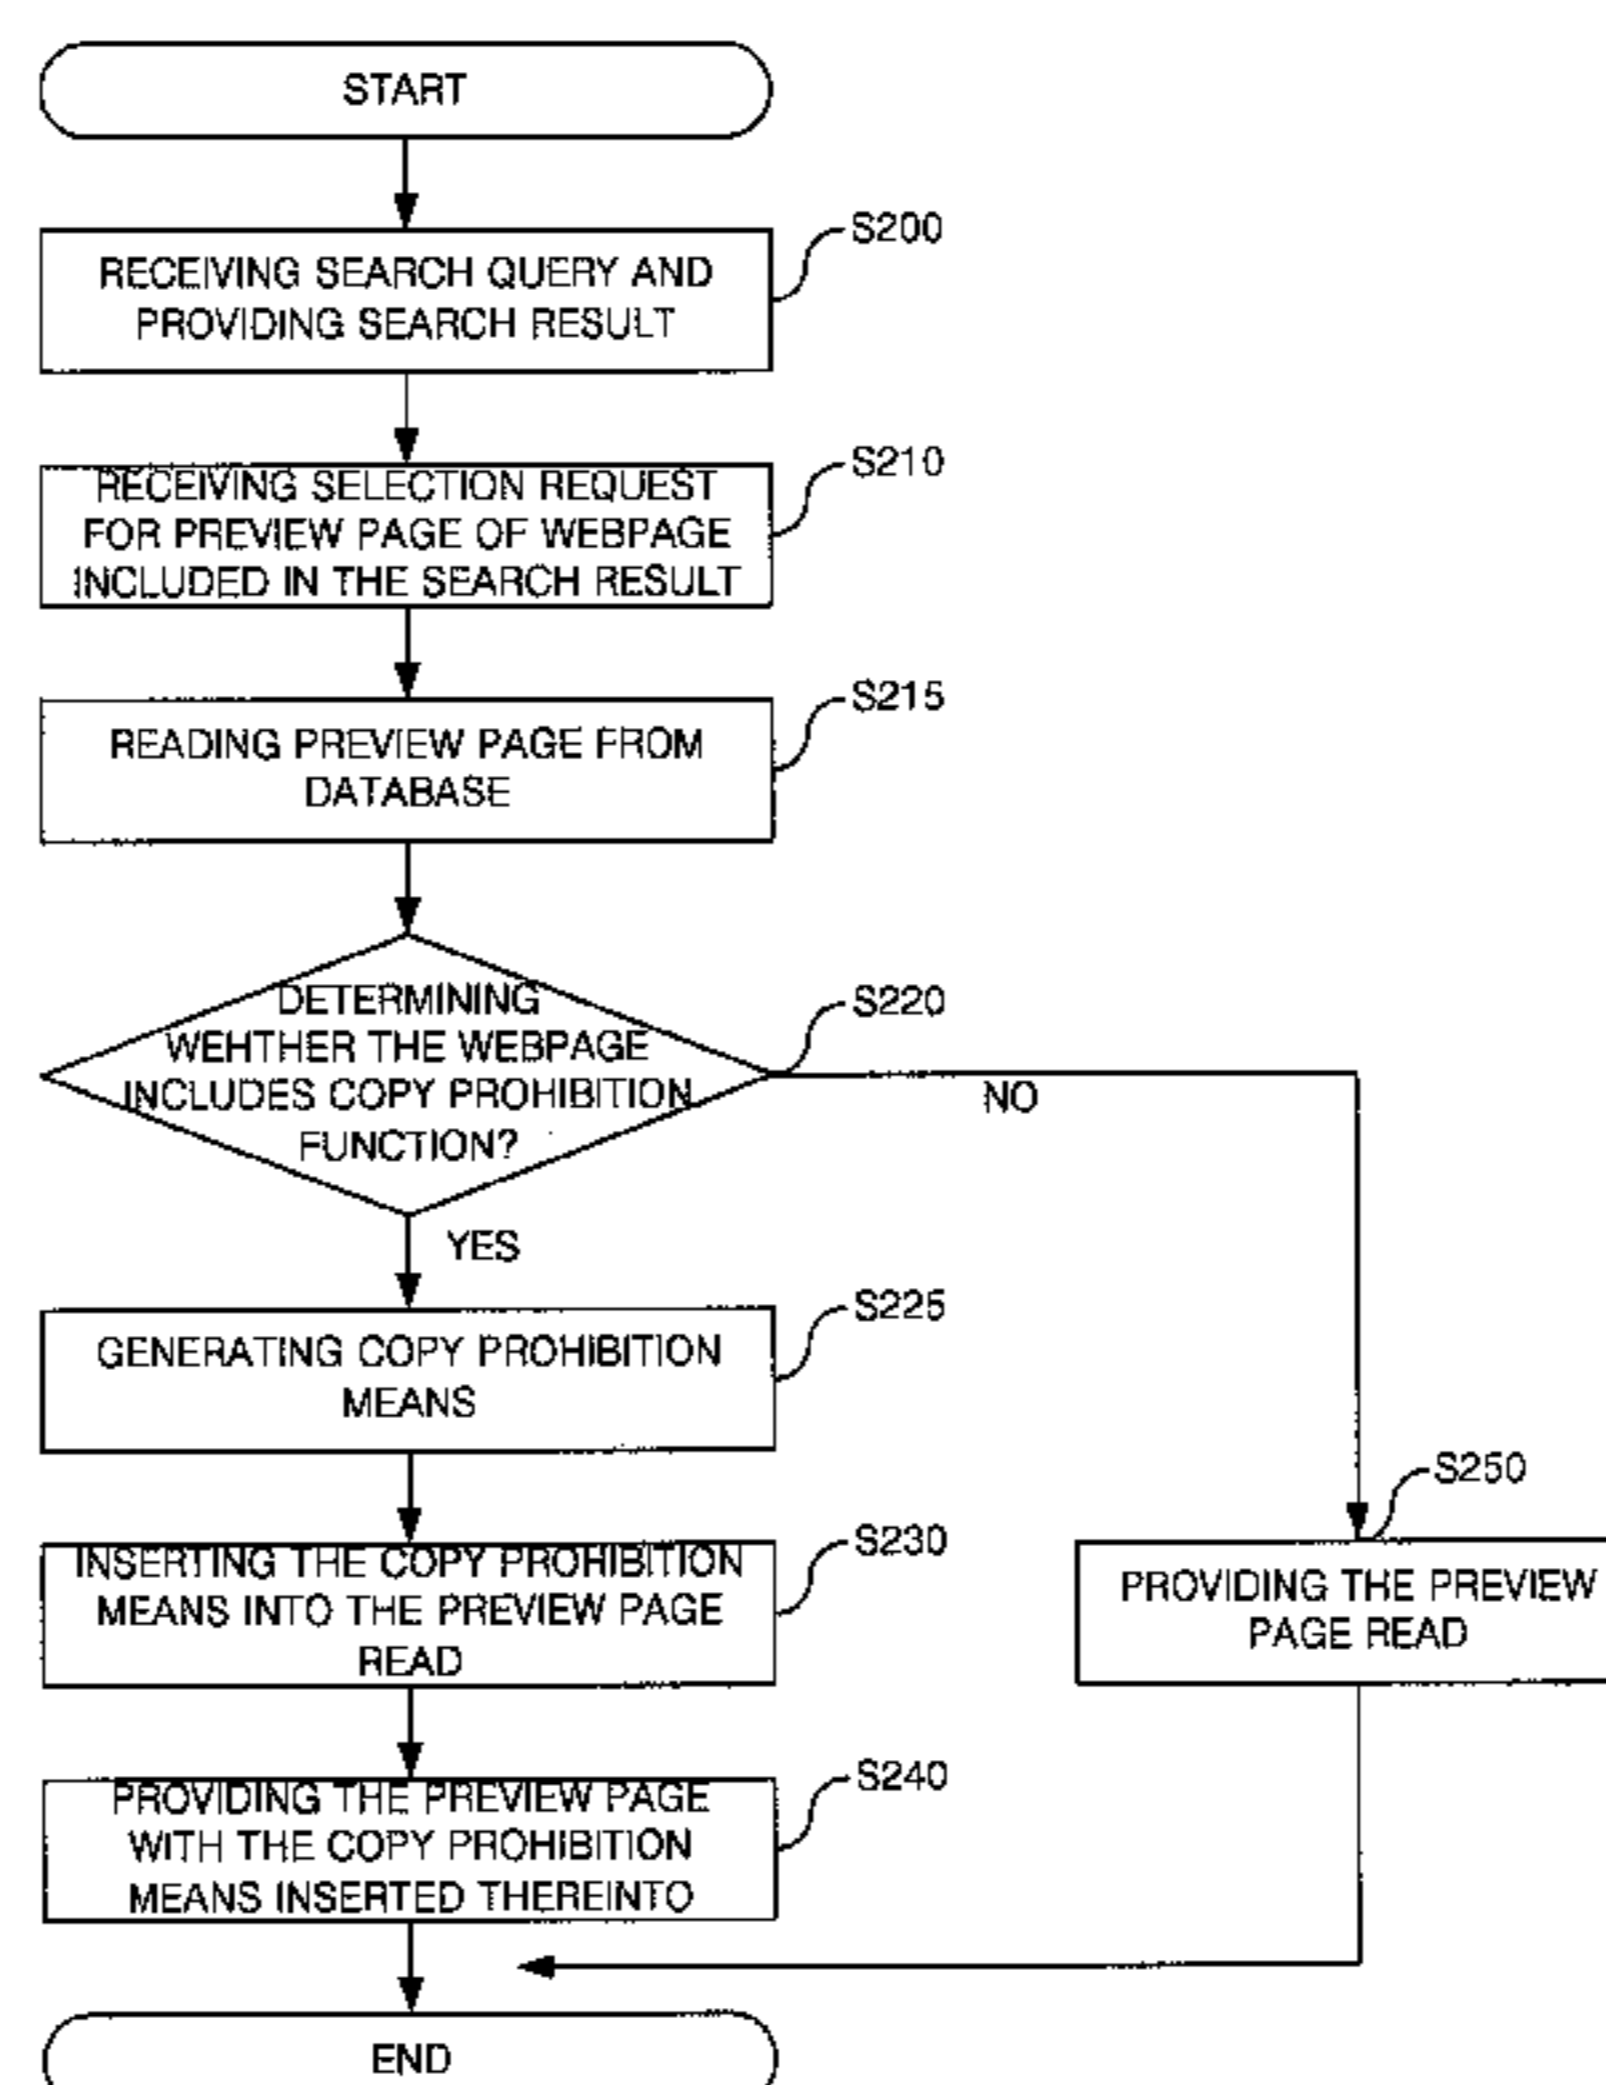 START
S200
RECEIVING SEARCH QUERY AND
PROVIDING SEARCH RESULT
S210
RECEIVING SELECTION REQUEST
FOR PREVIEW PAGE OF WEBPAGE
INCLUDED IN THE SEARCH RESULT
S215
READING PREVIEW PAGE FROM
DATABASE
S220
DETERMINING
WEHTHER THE WEBPAGE
INCLUDES COPY PROHIBITION
FUNCTION?
NO
YES
S225
GENERATING COPY PROHIBITION
MEANS
S230
INSERTING THE COPY PROHIBITION
MEANS INTO THE PREVIEW PAGE
READ
S250
PROVIDING THE PREVIEW
PAGE READ
S240
PROVIDING THE PREVIEW PAGE
WITH THE COPY PROHIBITION
MEANS INSERTED THEREINTO
END